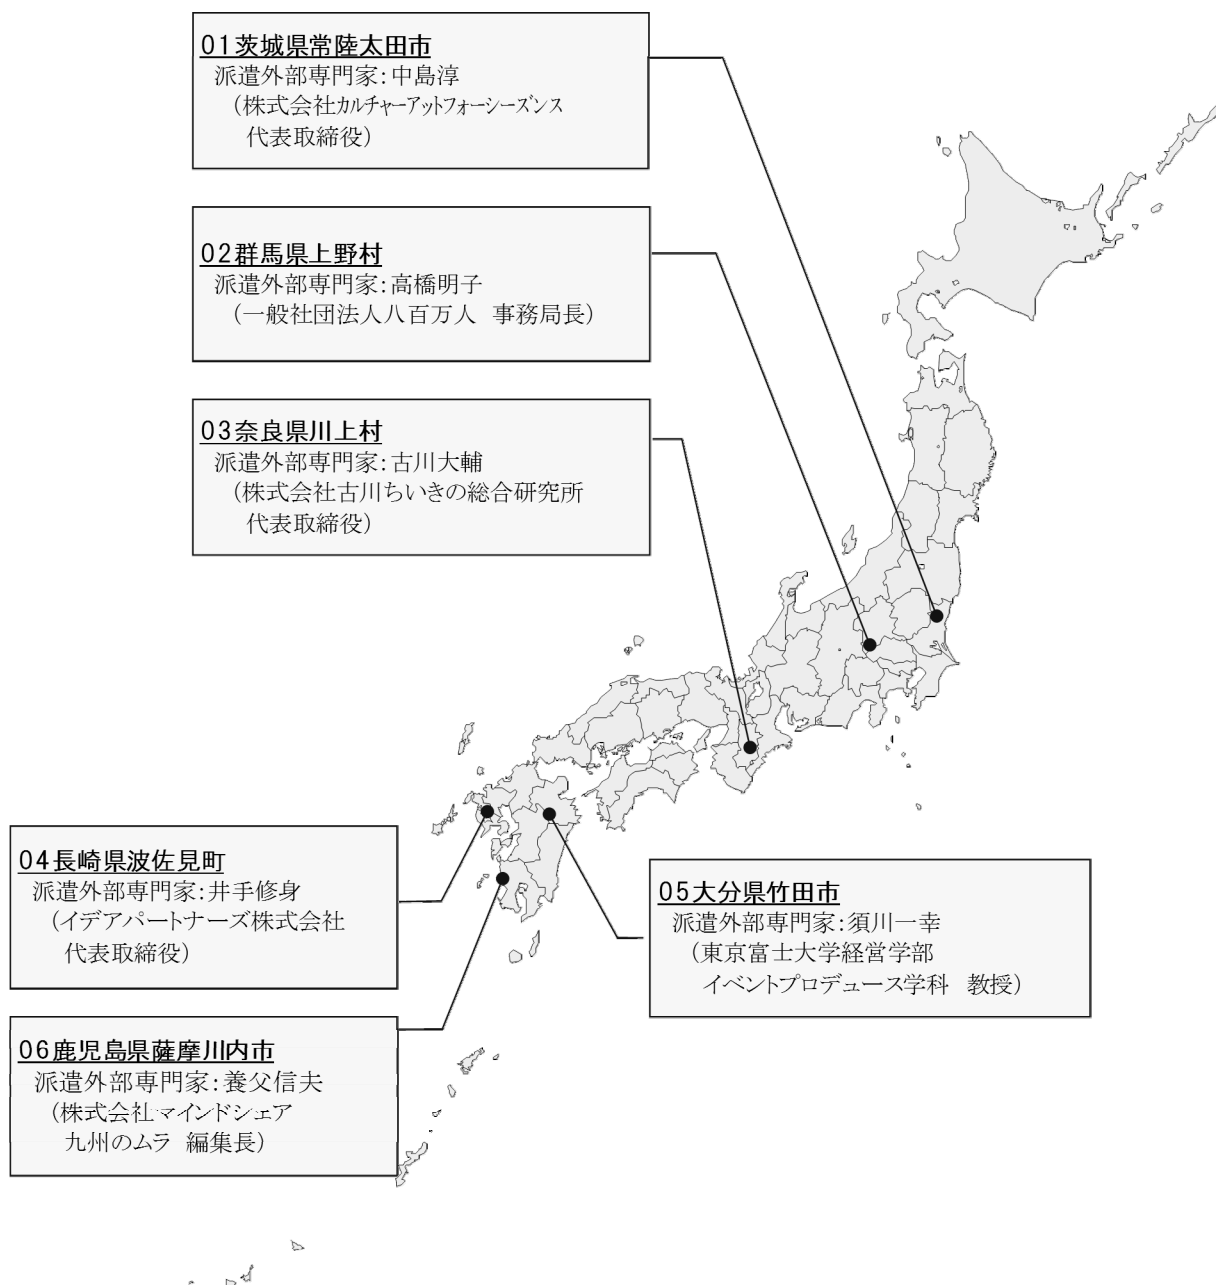 01茨城県常陸太田市
派遣外部専門家:中島淳
(株式会社カルチャーアットフォーシーズンス
代表取締役)
02群馬県上野村
派遣外部専門家:高橋明子
(一般社団法人八百万人 事務局長)
03奈良県川上村
派遣外部専門家:古川大輔
(株式会社古川ちいきの総合研究所
代表取締役)
04長崎県波佐見町
派遣外部専門家:井手修身
(イデアパートナーズ株式会社
代表取締役)
05大分県竹田市
派遣外部専門家:須川一幸
(東京富士大学経営学部
イベントプロデュース学科 教授)
06鹿児島県薩摩川内市
派遣外部専門家:養父信夫
(株式会社マインドシェア
九州のムラ 編集長)